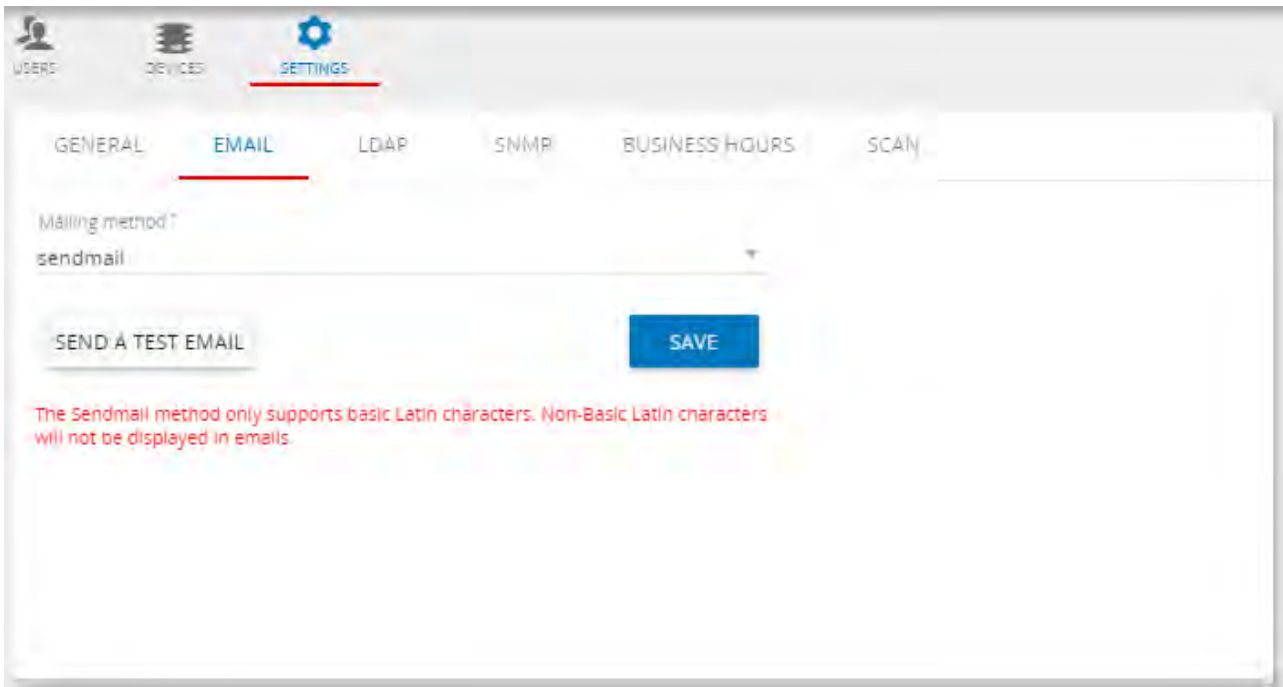 USERS DEVICES SETTINGS
GENERAL EMAIL LDAP SNMP BUSINESS HOURS SCAN
Mailing method *
sendmail
SEND A TEST EMAIL SAVE
The Sendmail method only supports basic Latin characters. Non-Basic Latin characters
will not be displayed in emails.